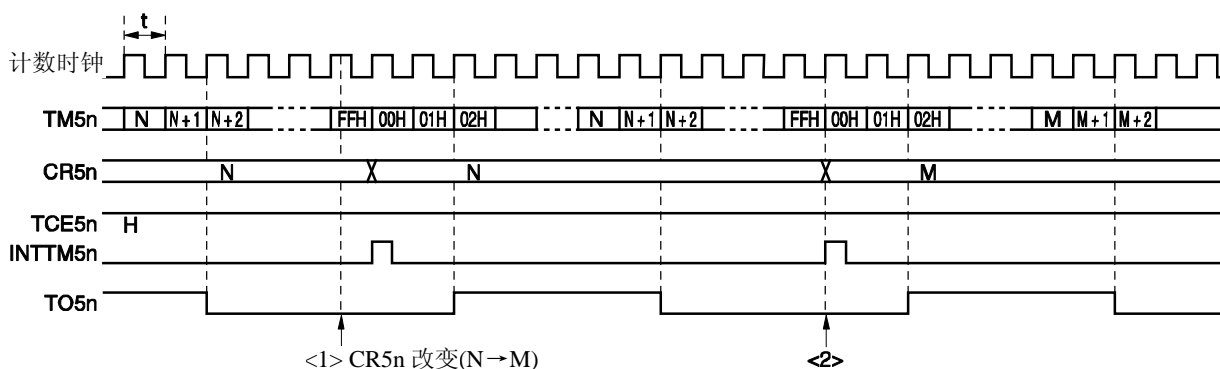 t
计数时钟
TM5n N N+1 N+2 FFH 00H 01H 02H N N+1 N+2 FFH 00H 01H 02H M M+1 M+2
CR5n N N M
TCE5n H
INTTM5n
TO5n
<1> CR5n 改变(N→M) <2>